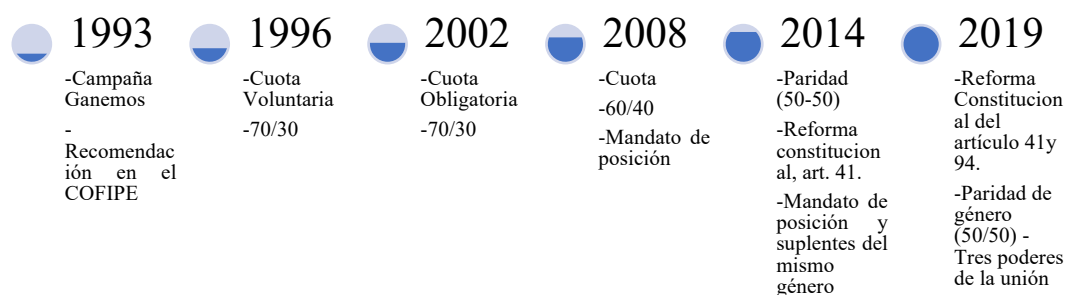 1993
-Campaña
Ganemos
-
Recomendac
ión en el
COFIPE
1996
-Cuota
Voluntaria
-70/30
2002
-Cuota
Obligatoria
-70/30
2008
-Cuota
-60/40
-Mandato de
posición
2014
-Paridad
(50-50)
-Reforma
constitucion
al, art. 41.
-Mandato de
posición y
suplentes del
mismo
género
2019
-Reforma
Constitucion
al del
artículo 41y
94.
-Paridad de
género
(50/50) -
Tres poderes
de la unión